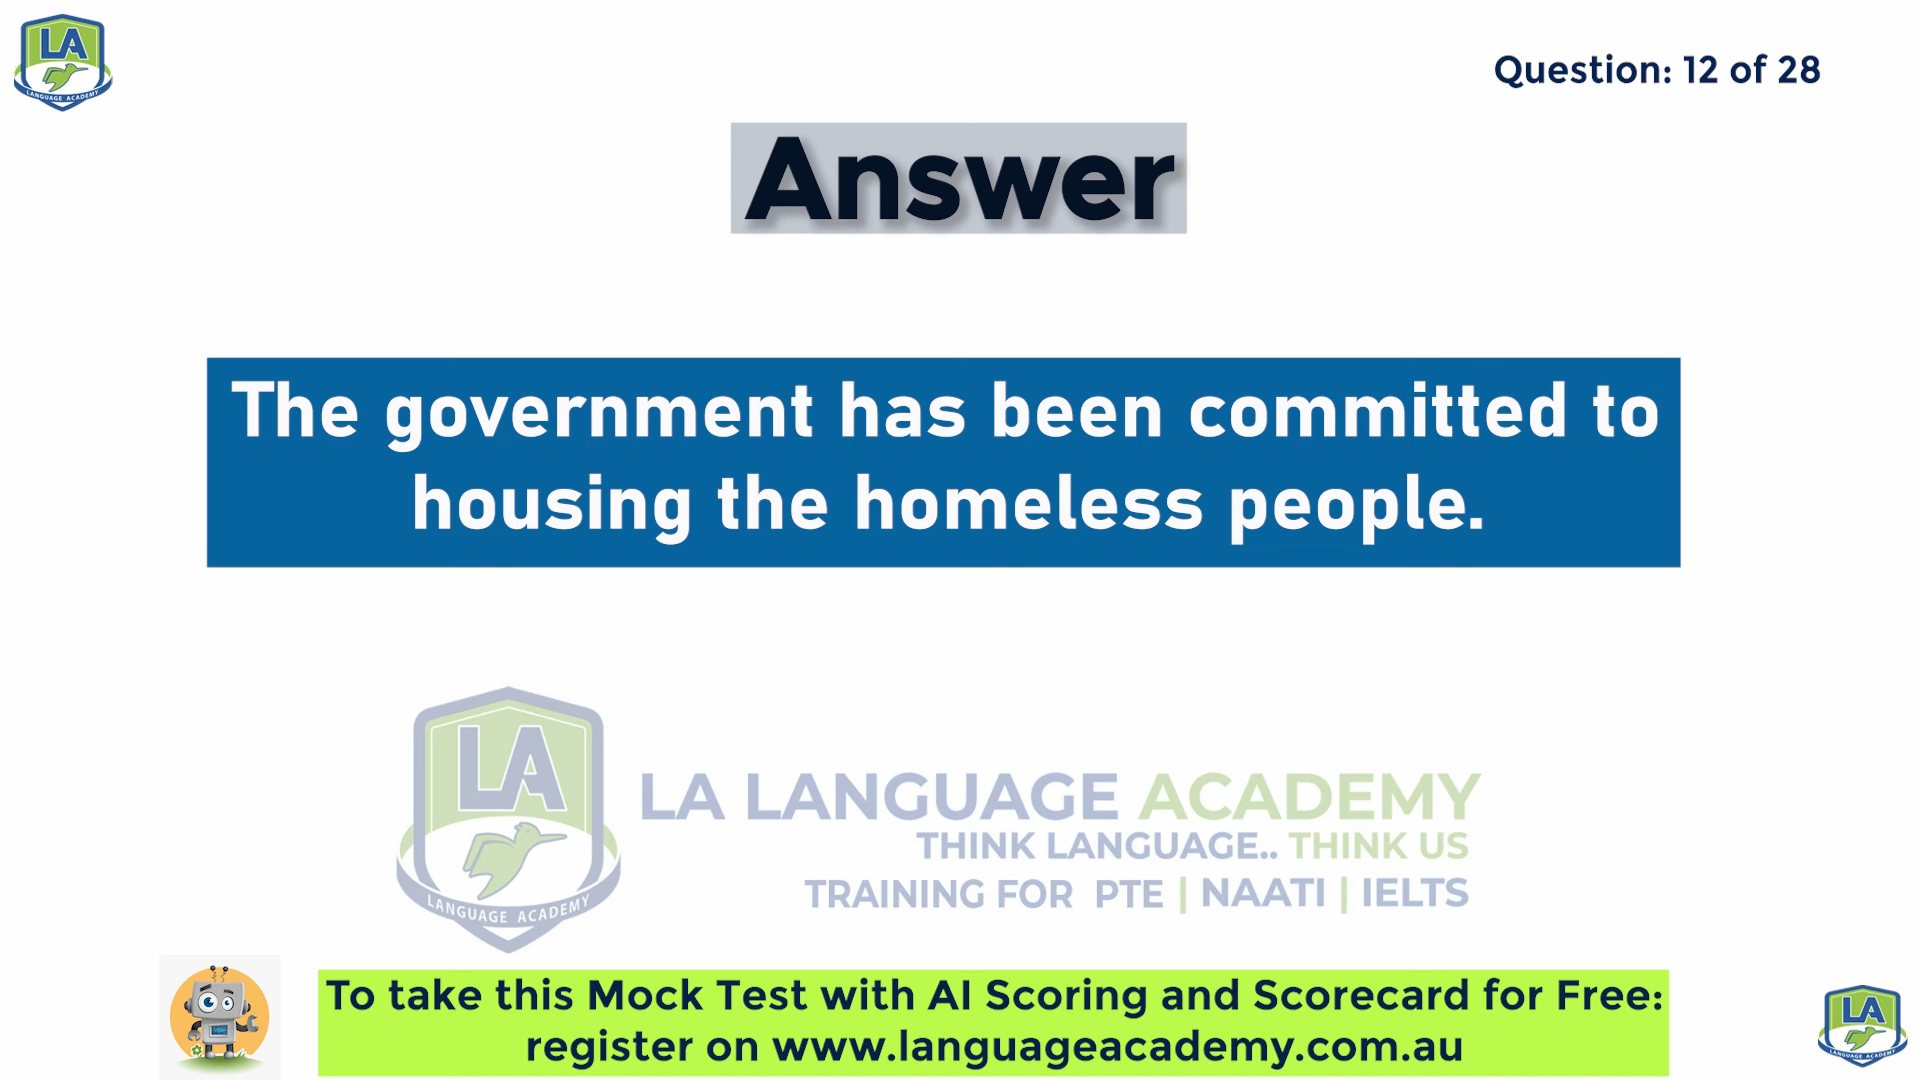 LA
LANGUAGE ACADEMY
Question: 12 of 28
Answer
The government has been committed to
housing the homeless people.
LA
LANGUAGE ACADEMY
LA LANGUAGE ACADEMY
THINK LANGUAGE.. THINK US
TRAINING FOR PTE | NAATI | IELTS
To take this Mock Test with AI Scoring and Scorecard for Free:
register on www.languageacademy.com.au
LA
LANGUAGE ACADEMY